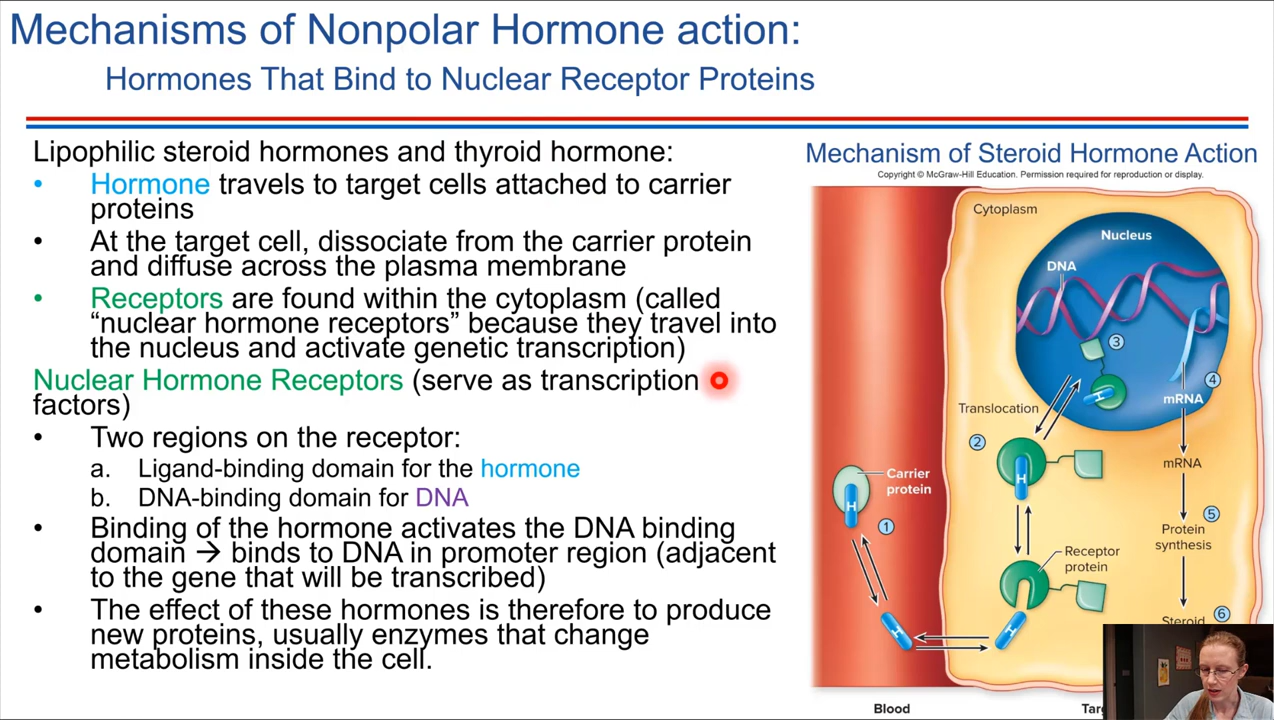 Mechanisms of Nonpolar Hormone action:
Hormones That Bind to Nuclear Receptor Proteins
Lipophilic steroid hormones and thyroid hormone:
• Hormone travels to target cells attached to carrier
proteins
• At the target cell, dissociate from the carrier protein
and diffuse across the plasma membrane
• Receptors are found within the cytoplasm (called
“nuclear hormone receptors” because they travel into
the nucleus and activate genetic transcription)
Nuclear Hormone Receptors (serve as transcription
factors)
• Two regions on the receptor:
a. Ligand-binding domain for the hormone
b. DNA-binding domain for DNA
• Binding of the hormone activates the DNA binding
domain → binds to DNA in promoter region (adjacent
to the gene that will be transcribed)
• The effect of these hormones is therefore to produce
new proteins, usually enzymes that change
metabolism inside the cell.
Mechanism of Steroid Hormone Action
Copyright © McGraw-Hill Education. Permission required for reproduction or display.
Cytoplasm
Nucleus
DNA
3
4
mRNA
Translocation
2
mRNA
Carrier
protein
H
H
H
1
5
Protein
synthesis
Receptor
protein
6
Steroid
H
H
Blood